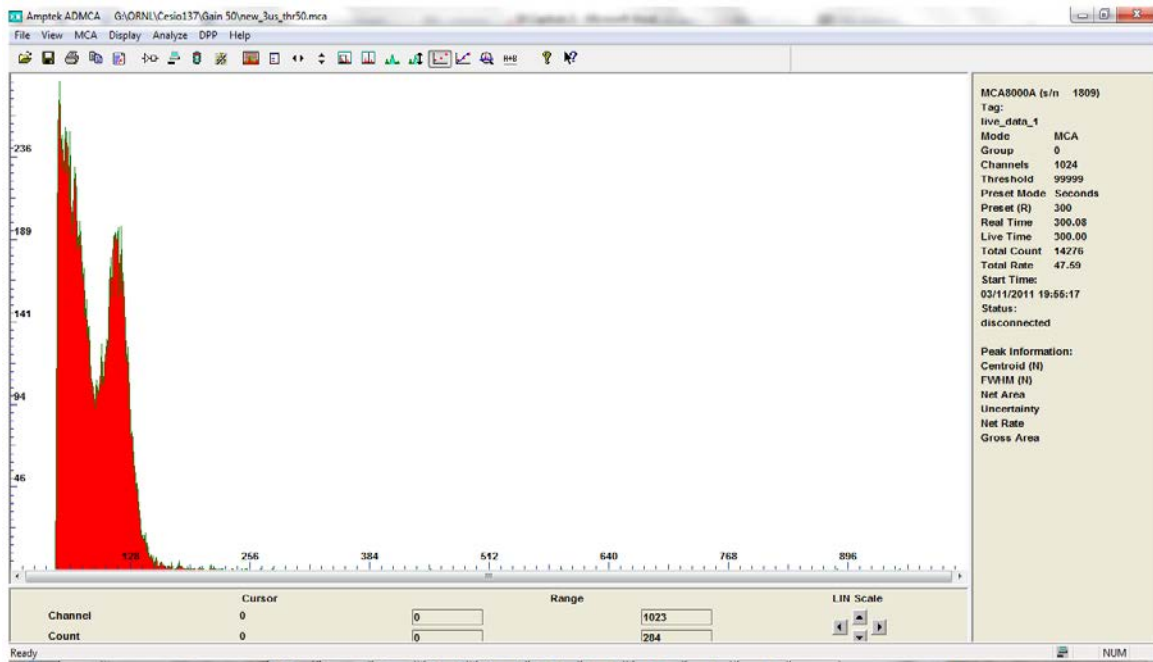 Amptek ADMCA G:\ORNL\Cesio137\Gain 50\new_3us_thr50.mca
File View MCA Display Analyze DPP Help
236
189
141
94
46
128 256 384 512 640 768 896
MCA8000A (s/n 1809)
Tag:
live_data_1
Mode MCA
Group 0
Channels 1024
Threshold 99999
Preset Mode Seconds
Preset (R) 300
Real Time 300.08
Live Time 300.00
Total Count 14276
Total Rate 47.59
Start Time:
03/11/2011 19:55:17
Status:
disconnected
Peak Information:
Centroid (N)
FWHM (N)
Net Area
Uncertainty
Net Rate
Gross Area
Cursor Range LIN Scale
Channel 0 0 1023
Count 0 0 284
Ready NUM